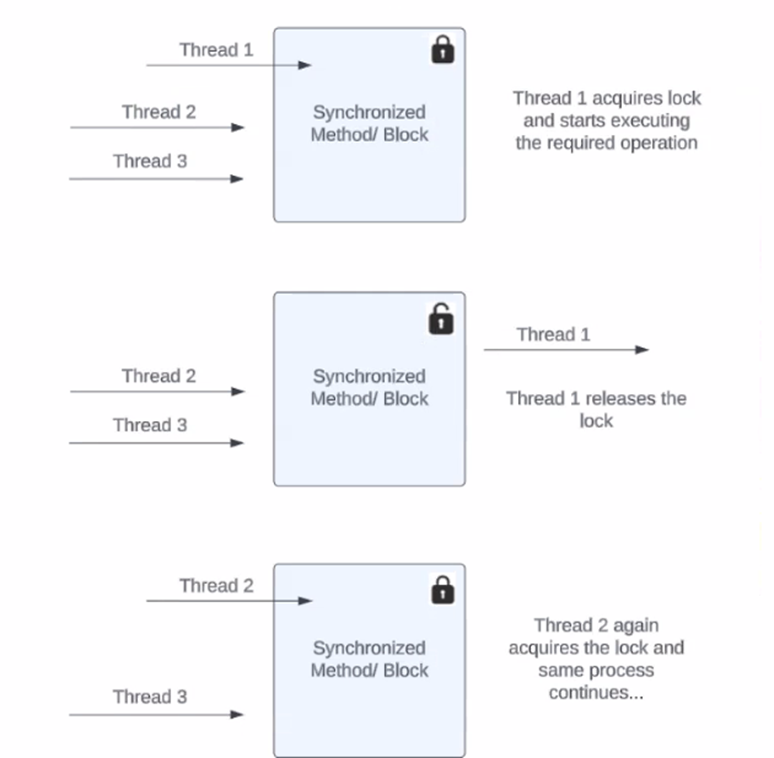 Thread 1
Thread 2
Thread 3
Synchronized
Method/ Block
Thread 1 acquires lock
and starts executing
the required operation
Thread 2
Thread 3
Synchronized
Method/ Block
Thread 1
Thread 1 releases the
lock
Thread 2
Thread 3
Synchronized
Method/ Block
Thread 2 again
acquires the lock and
same process
continues...